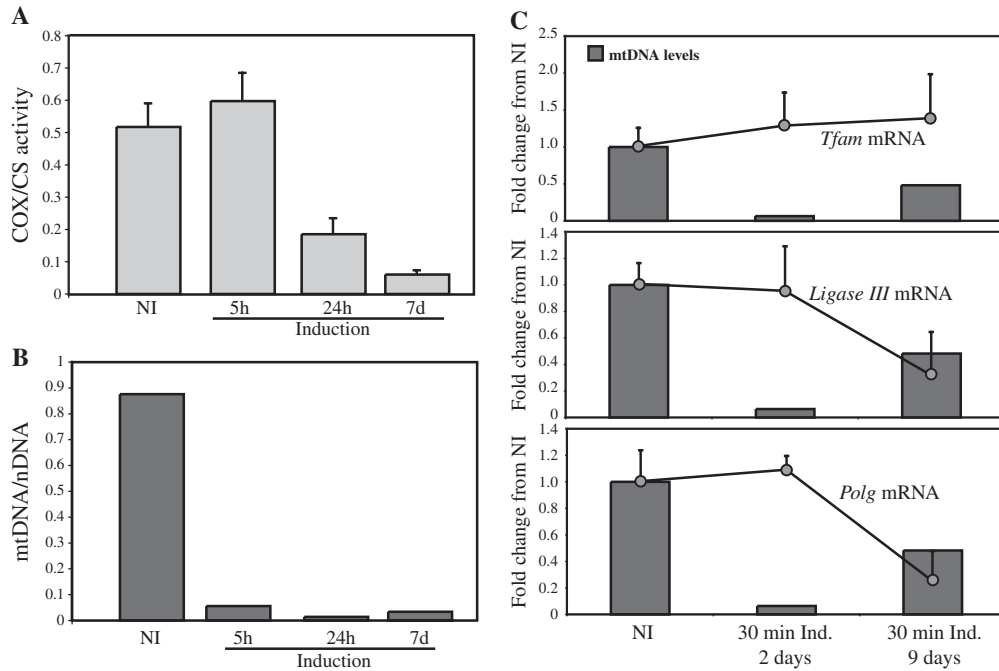 A
COX/CS activity
0.8
0.7
0.6
0.5
0.4
0.3
0.2
0.1
0
NI
5h
24h
7d
Induction
B
mtDNA/nDNA
1
0.9
0.8
0.7
0.6
0.5
0.4
0.3
0.2
0.1
0
NI
5h
24h
7d
Induction
C
Fold change from NI
2.5
2.0
1.5
1.0
0.5
0
mtDNA levels
Tfam mRNA
Fold change from NI
1.4
1.2
1.0
0.8
0.6
0.4
0.2
0
Ligase III mRNA
Fold change from NI
1.4
1.2
1.0
0.8
0.6
0.4
0.2
0
Polg mRNA
NI
30 min Ind.
2 days
30 min Ind.
9 days